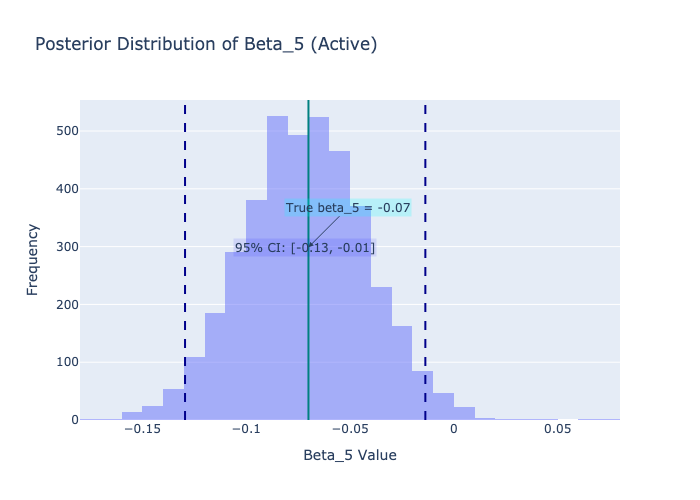 Posterior Distribution of Beta_5 (Active)
500
400
300
200
100
0
Frequency
True beta_5 = -0.07
95% CI: [-0.13, -0.01]
−0.15
−0.1
−0.05
0
0.05
Beta_5 Value